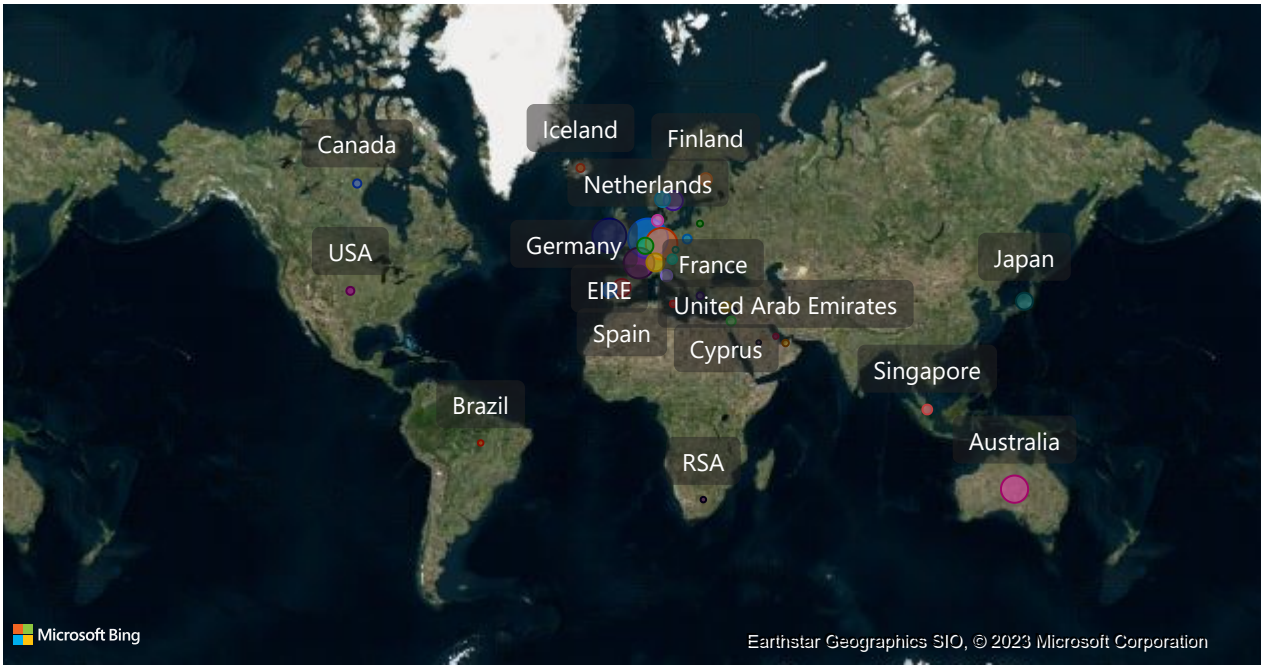 Iceland
Finland
Canada
Netherlands
Germany
USA
France
Japan
EIRE
United Arab Emirates
Spain
Cyprus
Singapore
Brazil
Australia
RSA
Microsoft Bing
Earthstar Geographics SIO, © 2023 Microsoft Corporation